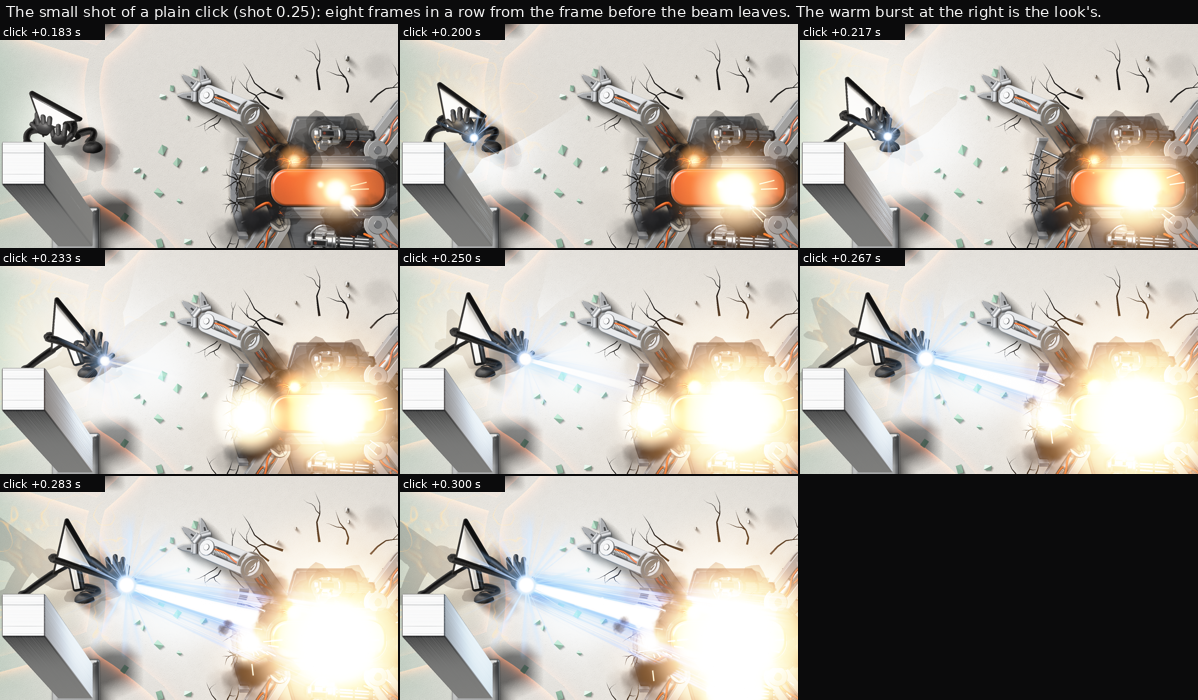 The small shot of a plain click (shot 0.25): eight frames in a row from the frame before the beam leaves. The warm burst at the right is the look's.
click +0.183 s
click +0.200 s
click +0.217 s
click +0.233 s
click +0.250 s
click +0.267 s
click +0.283 s
click +0.300 s